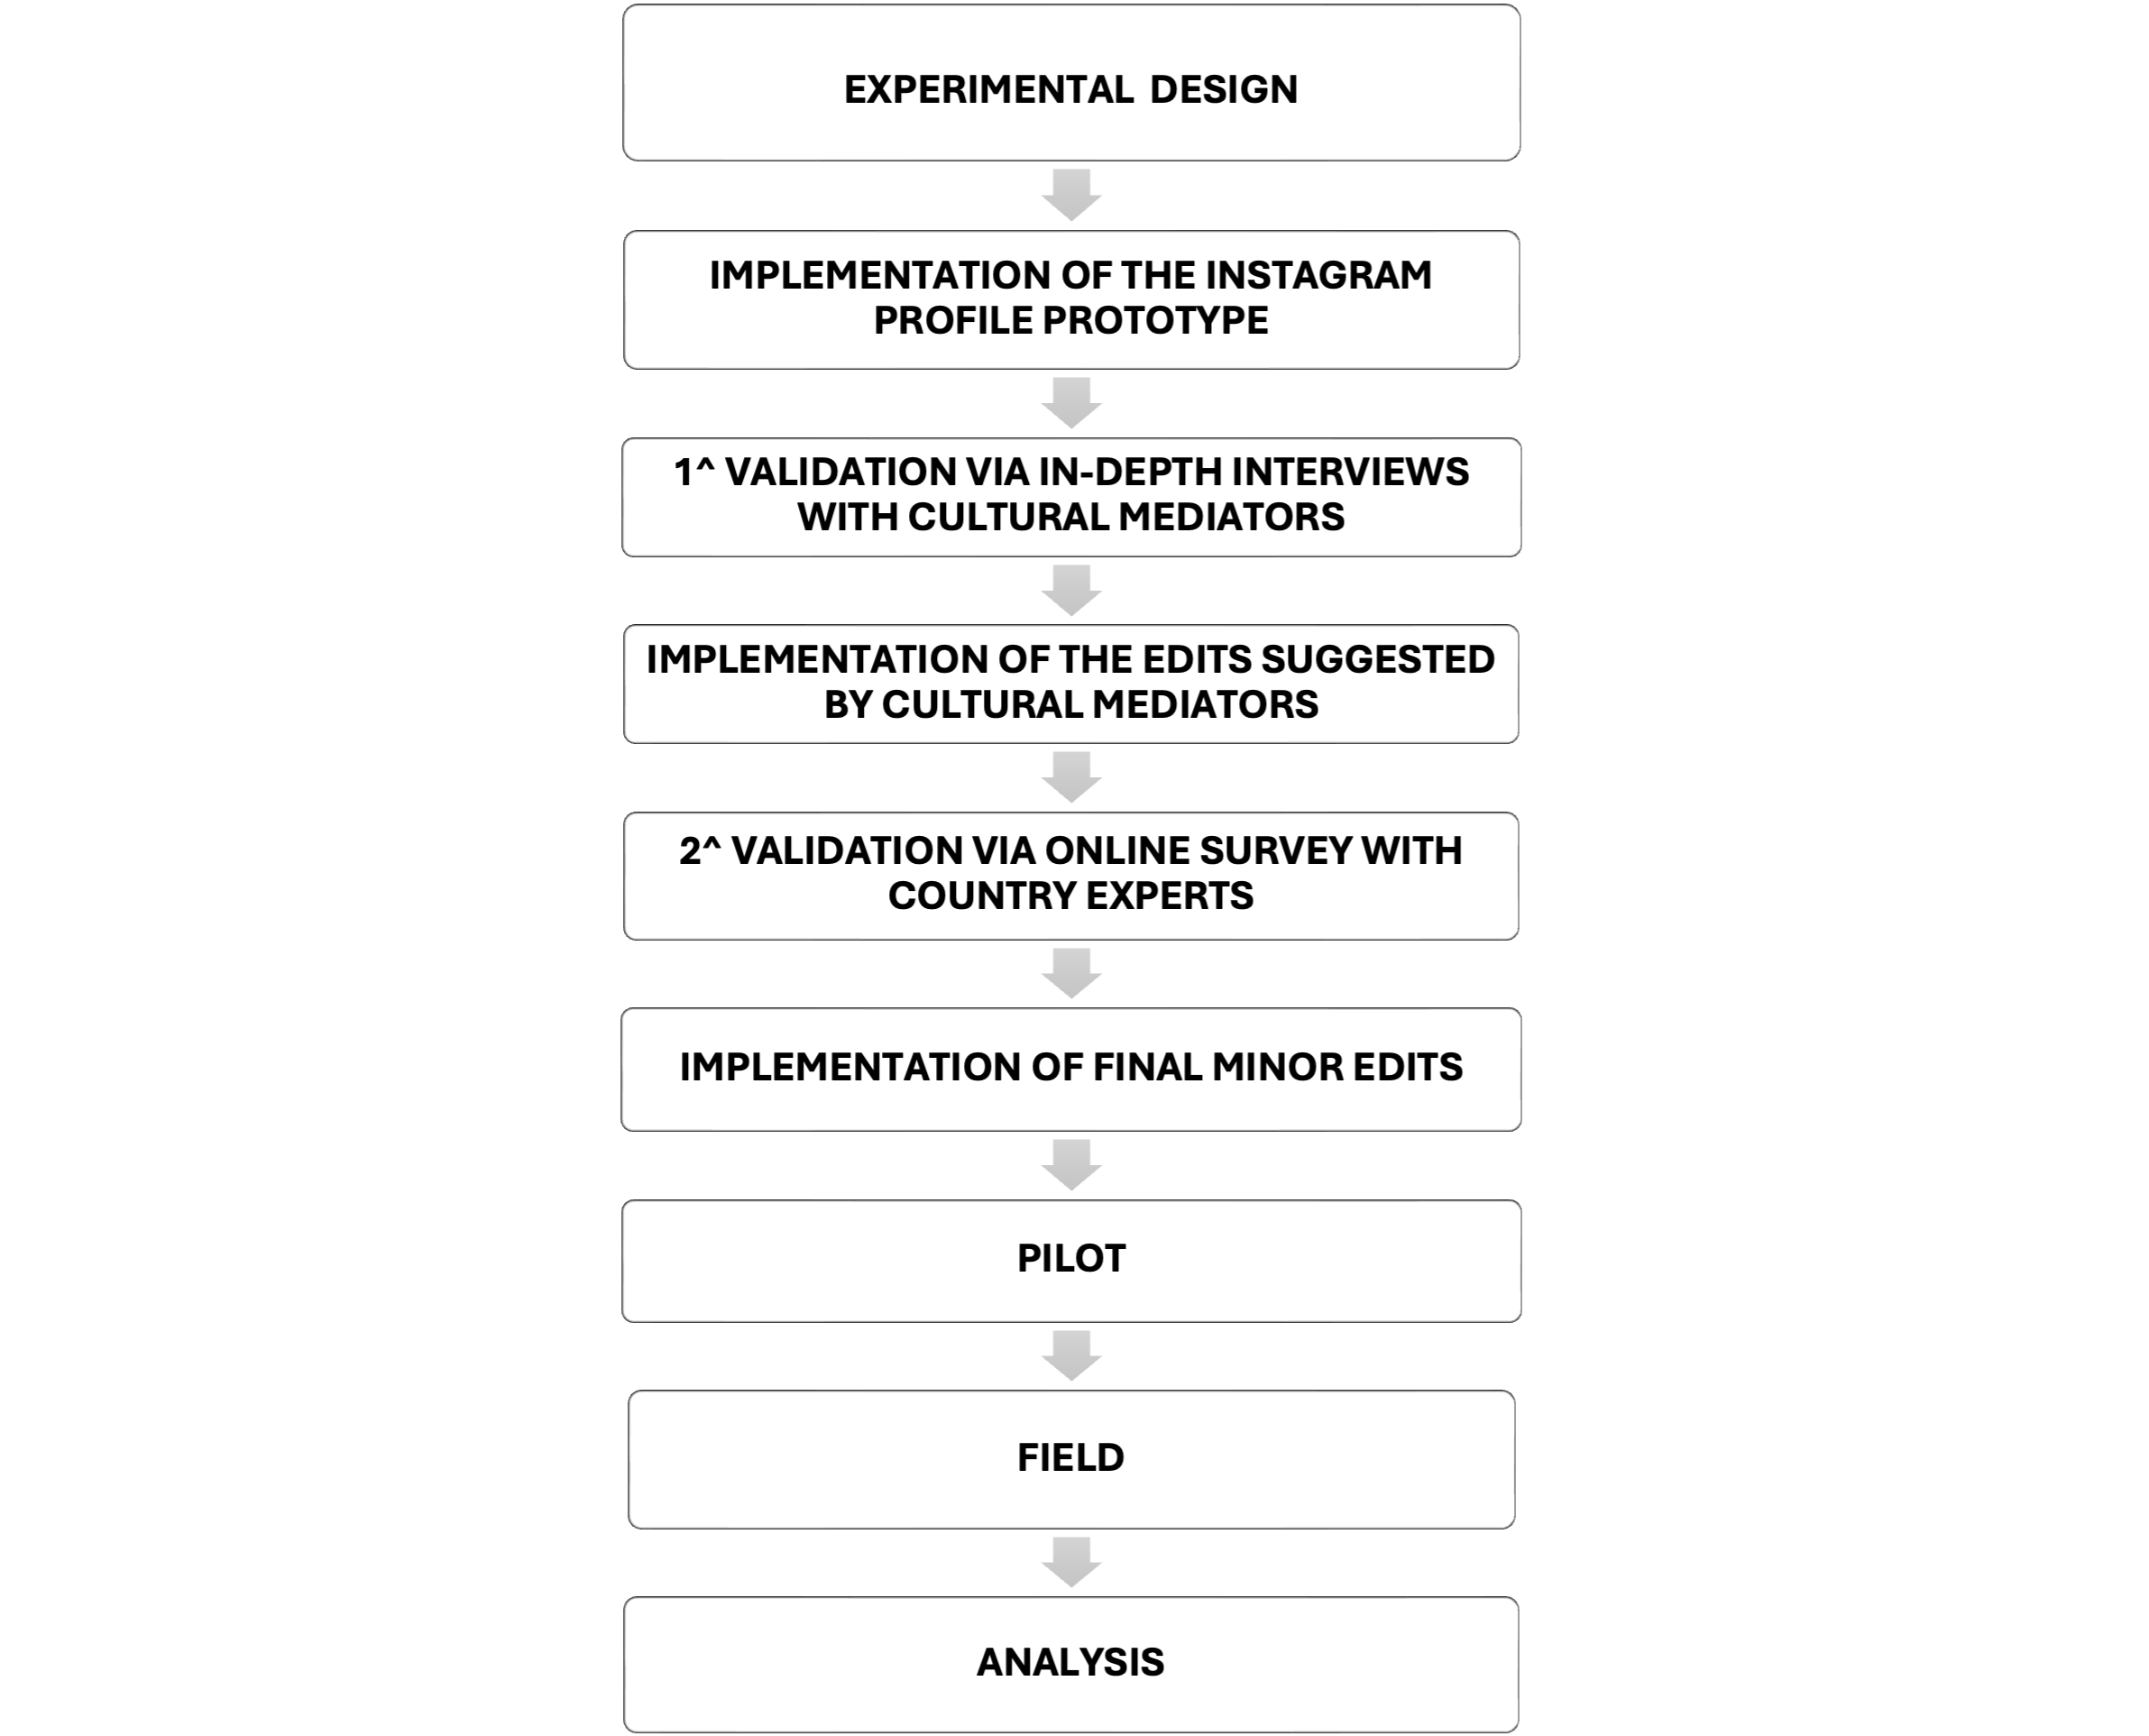 EXPERIMENTAL DESIGN
IMPLEMENTATION OF THE INSTAGRAM
PROFILE PROTOTYPE
1^ VALIDATION VIA IN-DEPTH INTERVIEWS
WITH CULTURAL MEDIATORS
IMPLEMENTATION OF THE EDITS SUGGESTED
BY CULTURAL MEDIATORS
2^ VALIDATION VIA ONLINE SURVEY WITH
COUNTRY EXPERTS
IMPLEMENTATION OF FINAL MINOR EDITS
PILOT
FIELD
ANALYSIS